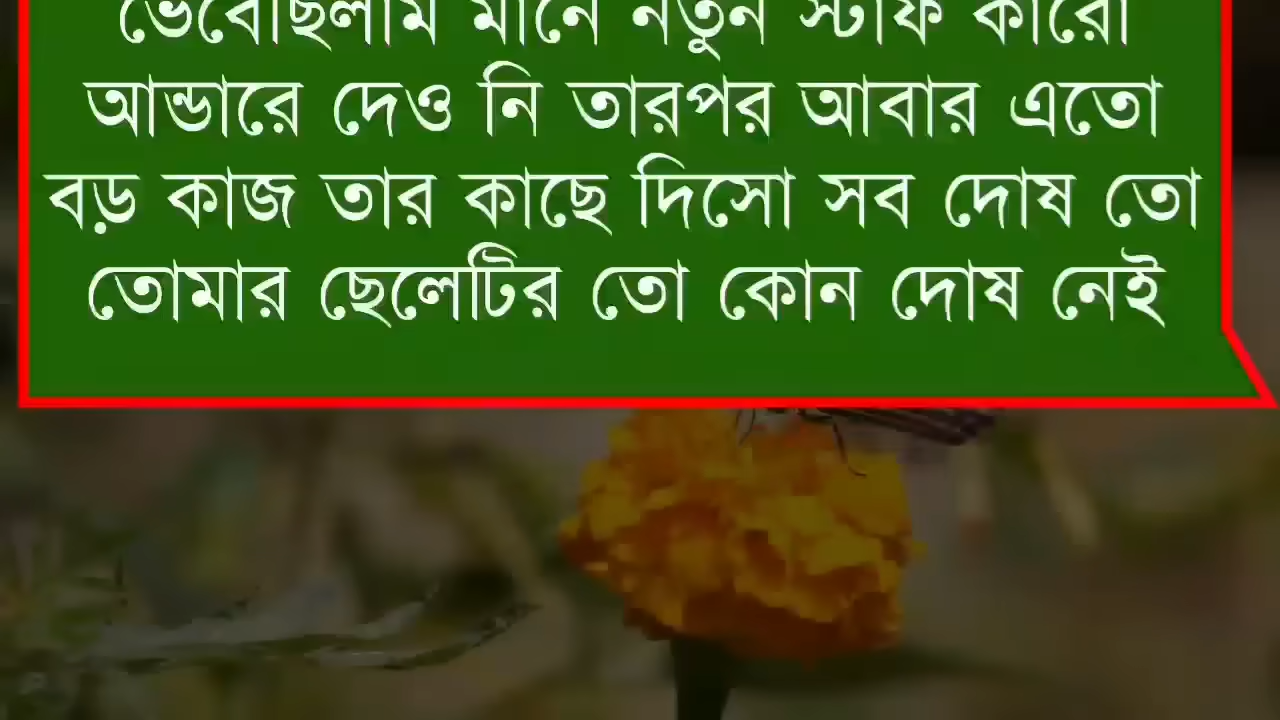 ভেবেছিলাম মানে নতুন স্টাফ কারো
আন্ডারে দেও নি তারপর আবার এতো
বড় কাজ তার কাছে দিসো সব দোষ তো
তোমার ছেলেটির তো কোন দোষ নেই